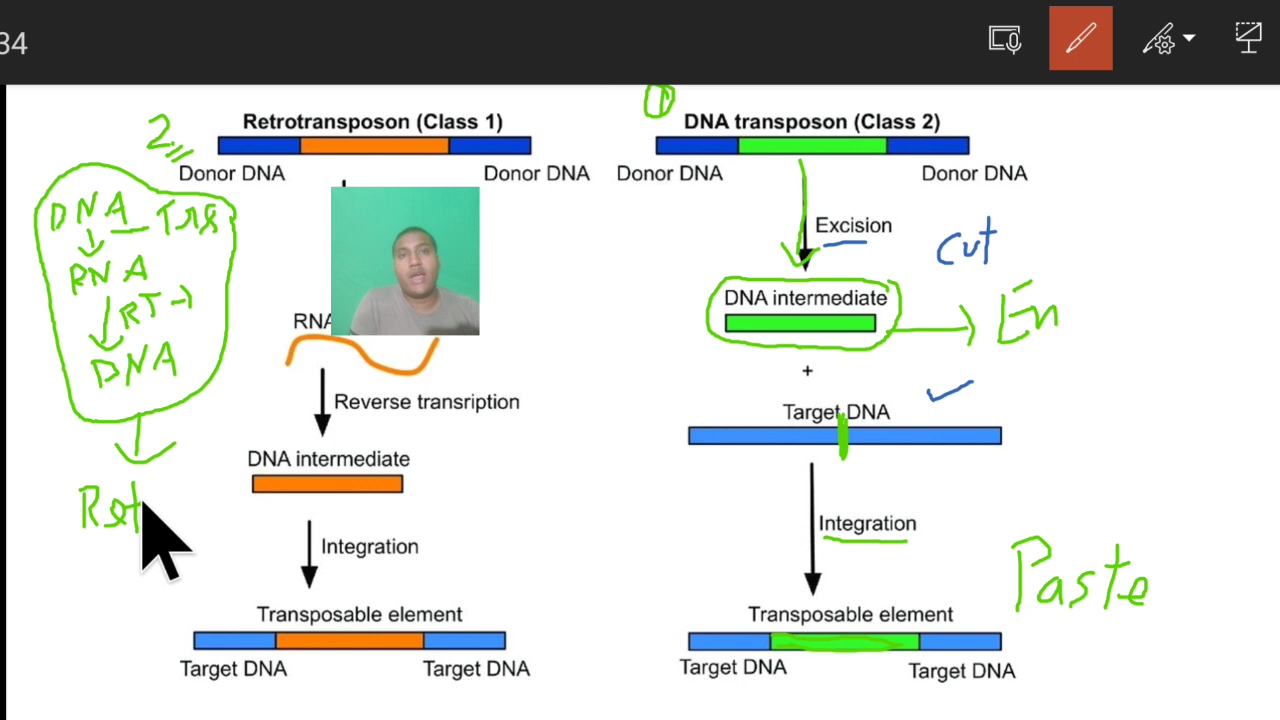 34
2
Retrotransposon (Class 1)
Donor DNA
Donor DNA
DNA
RNA
RT
DNA
Ret
RNA
Reverse transription
DNA intermediate
Integration
Transposable element
Target DNA
Target DNA
1
DNA transposon (Class 2)
Donor DNA
Donor DNA
Excision
cut
DNA intermediate
En
+
Target DNA
Integration
Paste
Transposable element
Target DNA
Target DNA